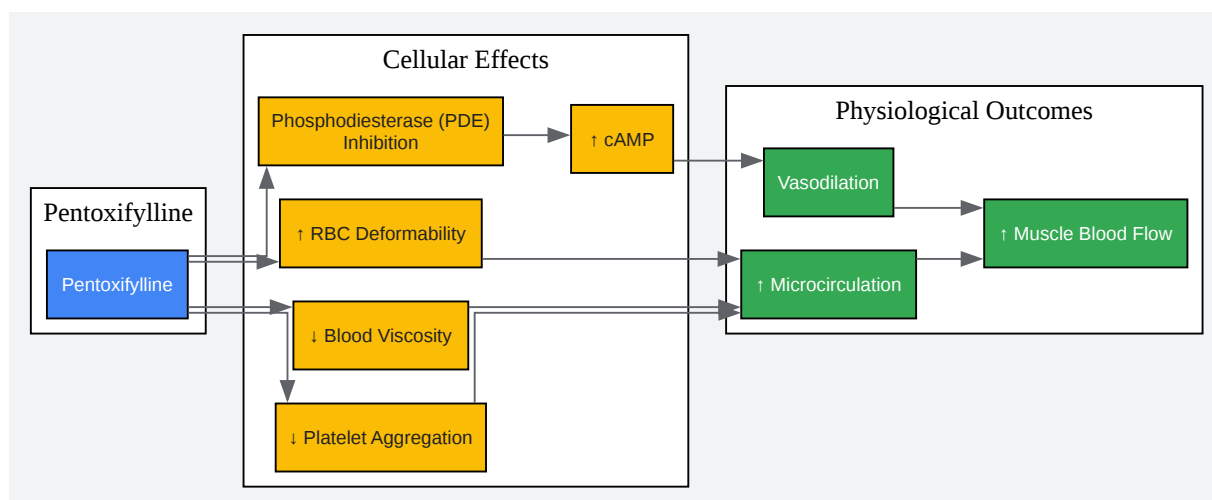 Pentoxifylline
Pentoxifylline
Cellular Effects
Phosphodiesterase (PDE)
Inhibition
↑ cAMP
↑ RBC Deformability
↓ Blood Viscosity
↓ Platelet Aggregation
Physiological Outcomes
Vasodilation
↑ Microcirculation
↑ Muscle Blood Flow